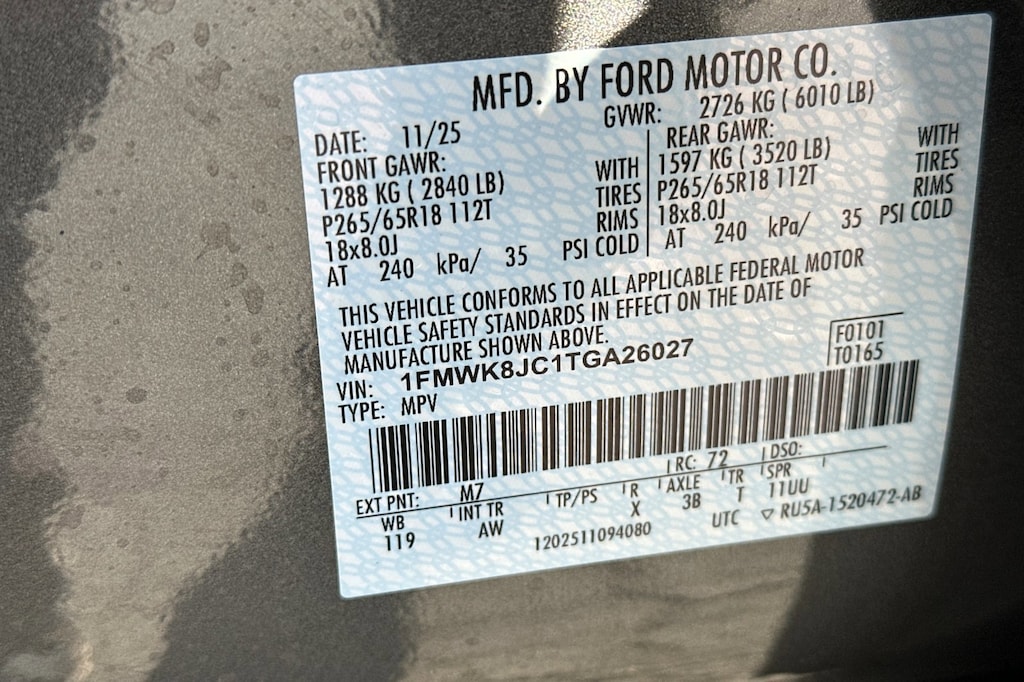 MFD. BY FORD MOTOR CO.
DATE: 11/25 GVWR: 2726 KG ( 6010 LB)
FRONT GAWR: REAR GAWR:
1288 KG ( 2840 LB) WITH 1597 KG ( 3520 LB) WITH
P265/65R18 112T TIRES P265/65R18 112T TIRES
18x8.0J RIMS 18x8.0J RIMS
AT 240 kPa/ 35 PSI COLD AT 240 kPa/ 35 PSI COLD
THIS VEHICLE CONFORMS TO ALL APPLICABLE FEDERAL MOTOR
VEHICLE SAFETY STANDARDS IN EFFECT ON THE DATE OF
MANUFACTURE SHOWN ABOVE.
VIN: 1FMWK8JC1TGA26027 F0101
TYPE: MPV T0165
EXT PNT: M7 RC: 72 DSO:
WB INT TR TP/PS R AXLE TR SPR
119 AW X 3B T 11UU
1202511094080 UTC ▽ RU5A-1520472-AB